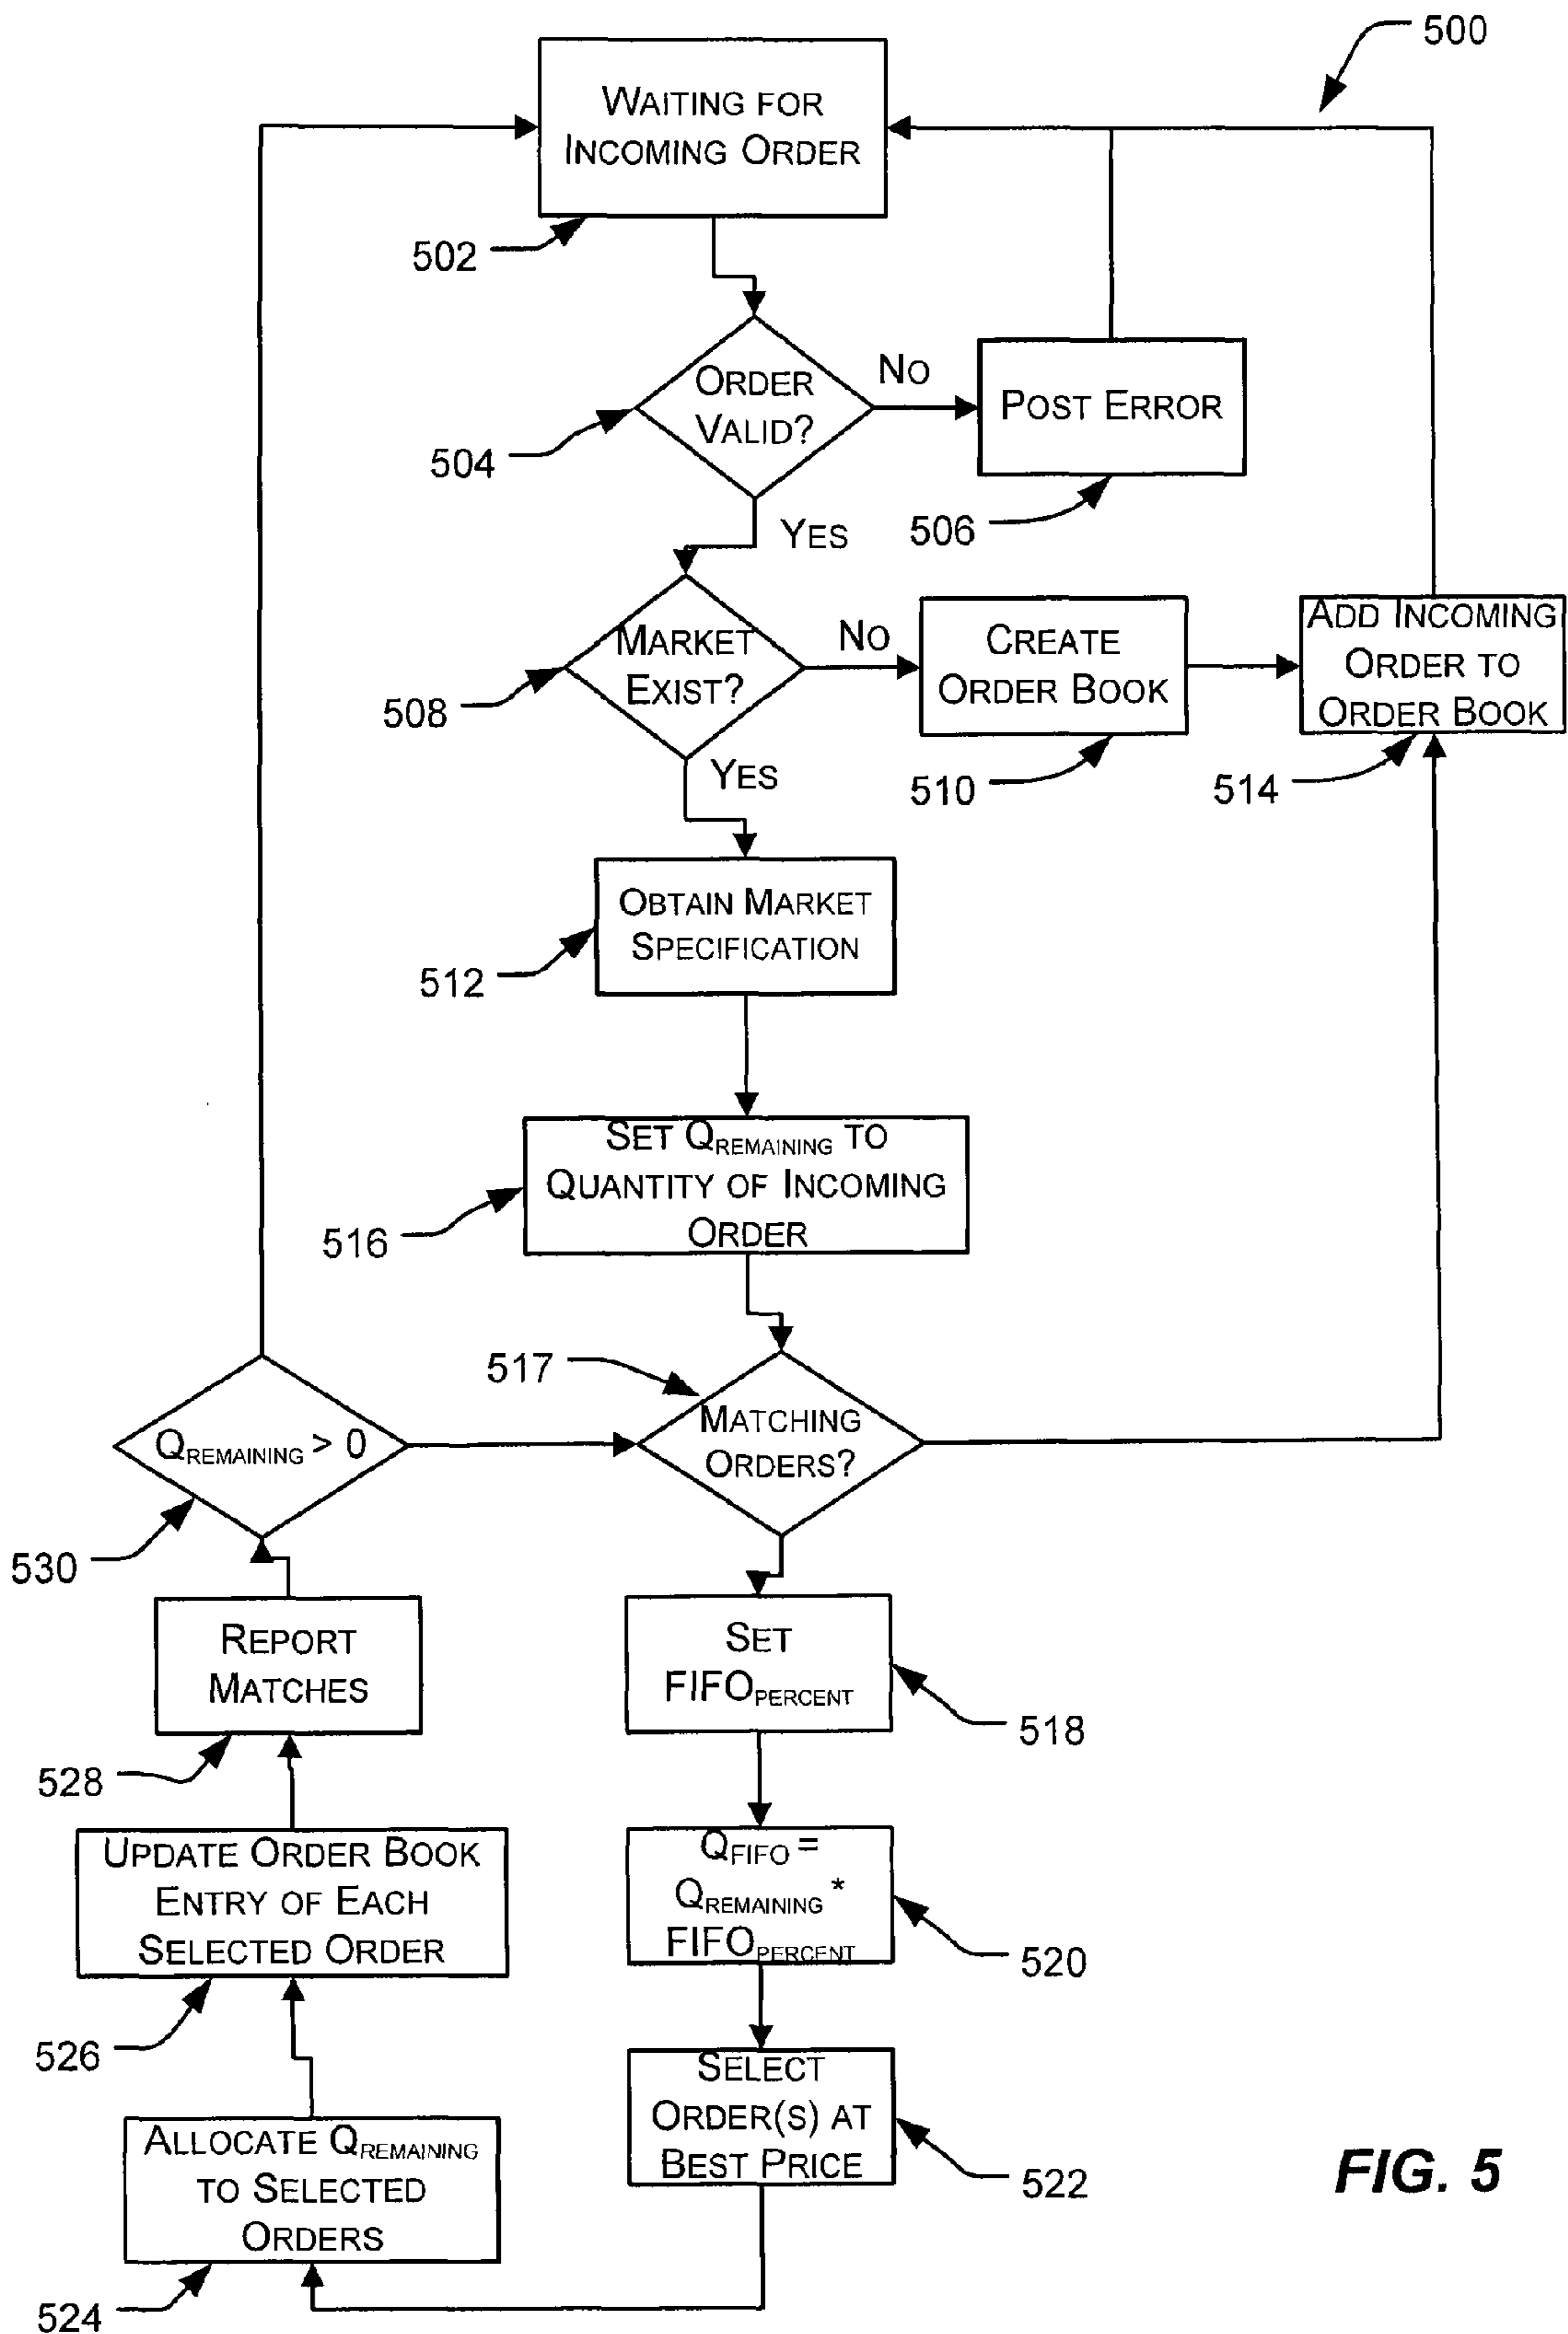 500
WAITING FOR
INCOMING ORDER
502
ORDER
VALID?
NO
504
POST ERROR
506
YES
MARKET
EXIST?
NO
508
CREATE
ORDER BOOK
510
ADD INCOMING
ORDER TO
ORDER BOOK
514
YES
OBTAIN MARKET
SPECIFICATION
512
SET QREMAINING TO
QUANTITY OF INCOMING
ORDER
516
517
MATCHING
ORDERS?
QREMAINING > 0
530
REPORT
MATCHES
528
SET
FIFOPERCENT
518
UPDATE ORDER BOOK
ENTRY OF EACH
SELECTED ORDER
526
QFIFO =
QREMAINING *
FIFOPERCENT
520
SELECT
ORDER(S) AT
BEST PRICE
522
ALLOCATE QREMAINING
TO SELECTED
ORDERS
524
FIG. 5